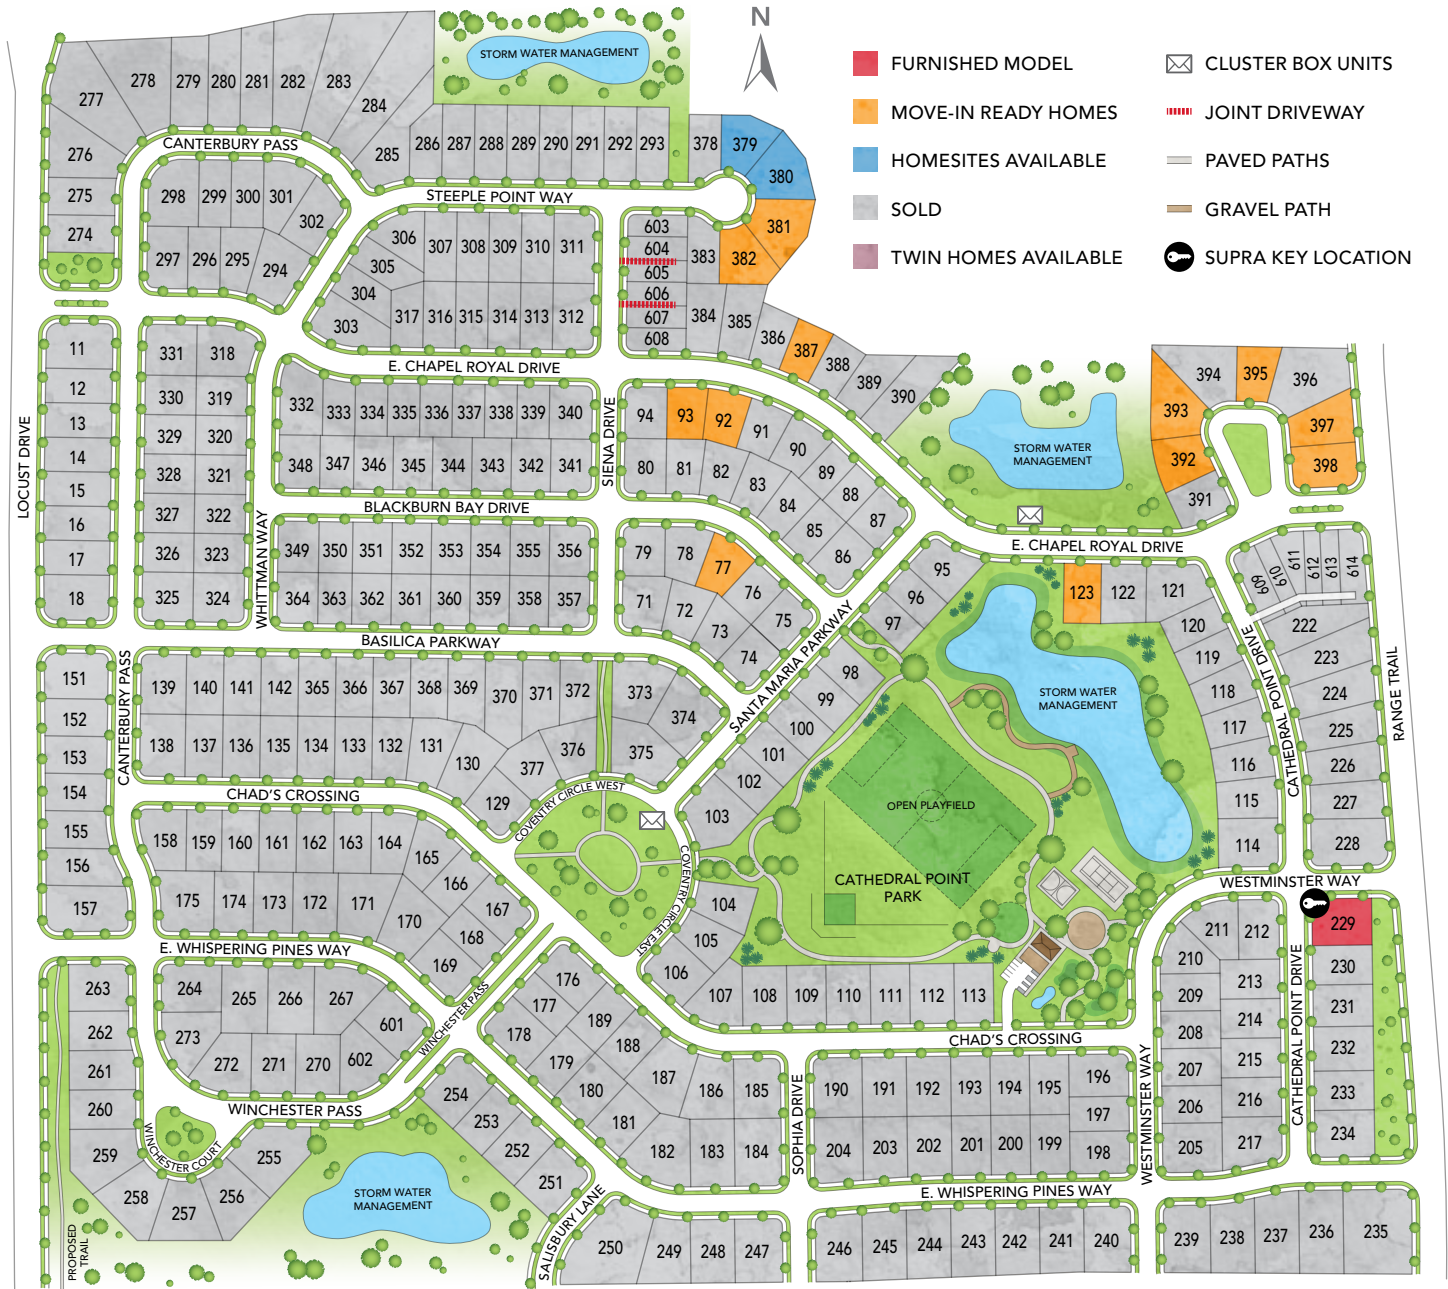 N
FURNISHED MODEL
MOVE-IN READY HOMES
HOMESITES AVAILABLE
SOLD
TWIN HOMES AVAILABLE
CLUSTER BOX UNITS
JOINT DRIVEWAY
PAVED PATHS
GRAVEL PATH
SUPRA KEY LOCATION
STORM WATER MANAGEMENT
277 278 279 280 281 282 283 284
276 275 274
285 286 287 288 289 290 291 292 293 378 379 380
CANTERBURY PASS
STEEPLE POINT WAY
298 299 300 301 302
297 296 295 294
306 305 304 303
307 308 309 310 311
317 316 315 314 313 312
603 604 605 606 607 608
383 382 381
384 385 386 387 388 389 390
E. CHAPEL ROYAL DRIVE
LOCUST DRIVE
11 12 13 14 15 16 17 18
331 318
330 319
329 320
328 321
327 322
326 323
325 324
WHITTMAN WAY
332 333 334 335 336 337 338 339 340
348 347 346 345 344 343 342 341
SIENA DRIVE
94 93 92 91 90 89 88 87
80 81 82 83 84 85 86
BLACKBURN BAY DRIVE
349 350 351 352 353 354 355 356
364 363 362 361 360 359 358 357
79 78 77 76 75
71 72 73 74
BASILICA PARKWAY
SANTA MARIA PARKWAY
STORM WATER
MANAGEMENT
393 394 395 396 397
392 391 398
E. CHAPEL ROYAL DRIVE
609 610 611 612 613 614
95 96 97 98 99 100 101 102 103
123 122 121
120 119 118 117 116 115 114
222 223 224 225 226 227 228
CATHEDRAL POINT DRIVE
RANGE TRAIL
STORM WATER
MANAGEMENT
OPEN PLAYFIELD
CATHEDRAL POINT
PARK
CANTERBURY PASS
151 152 153 154 155 156 157
139 140 141 142 365 366 367 368 369 370 371 372
138 137 136 135 134 133 132 131 130 129 377 376
373 374 375
CHAD'S CROSSING
COVENTRY CIRCLE WEST
COVENTRY CIRCLE EAST
158 159 160 161 162 163 164 165 166 167
175 174 173 172 171 170 168 169
E. WHISPERING PINES WAY
104 105 106 107 108 109 110 111 112 113
WESTMINSTER WAY
211 212 229
210 209 208 207 206 205
213 214 215 216 217
230 231 232 233 234
CATHEDRAL POINT DRIVE
263 262 261 260 259 258 257 256 255
264 265 266 267 601
273 272 271 270 602
WINCHESTER PASS
WINCHESTER PASS
WINCHESTER COURT
176 177 178 179 180 181 182 183 184
189 188 187 186 185
CHAD'S CROSSING
SOPHIA DRIVE
190 191 192 193 194 195 196
197
204 203 202 201 200 199 198
WESTMINSTER WAY
254 253 252 251
STORM WATER
MANAGEMENT
SALISBURY LANE
E. WHISPERING PINES WAY
PROPOSED
TRAIL
250 249 248 247
246 245 244 243 242 241 240
239 238 237 236 235